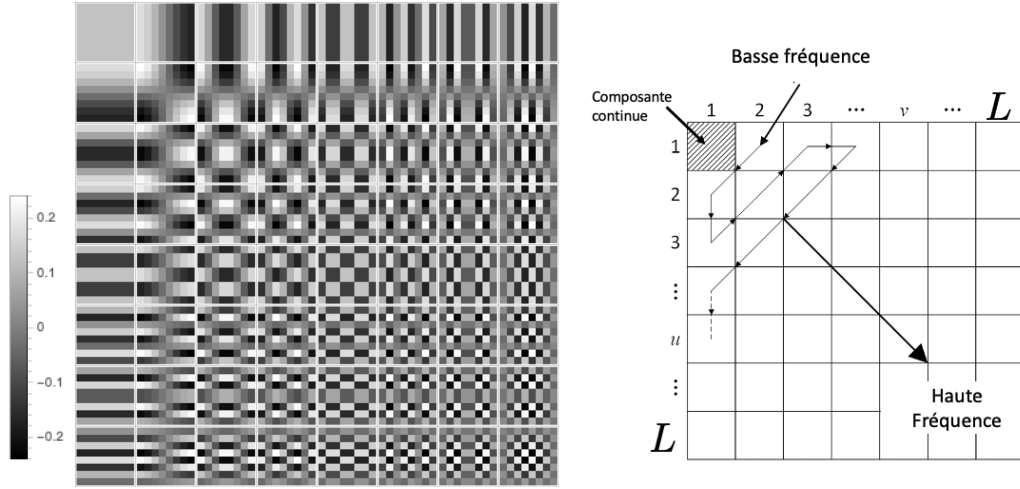 0.2
0.1
0
−0.1
−0.2
Basse fréquence
Composante
continue
1 2 3 ... v ... L
1
2
3
⋮
u
⋮
L
Haute
Fréquence